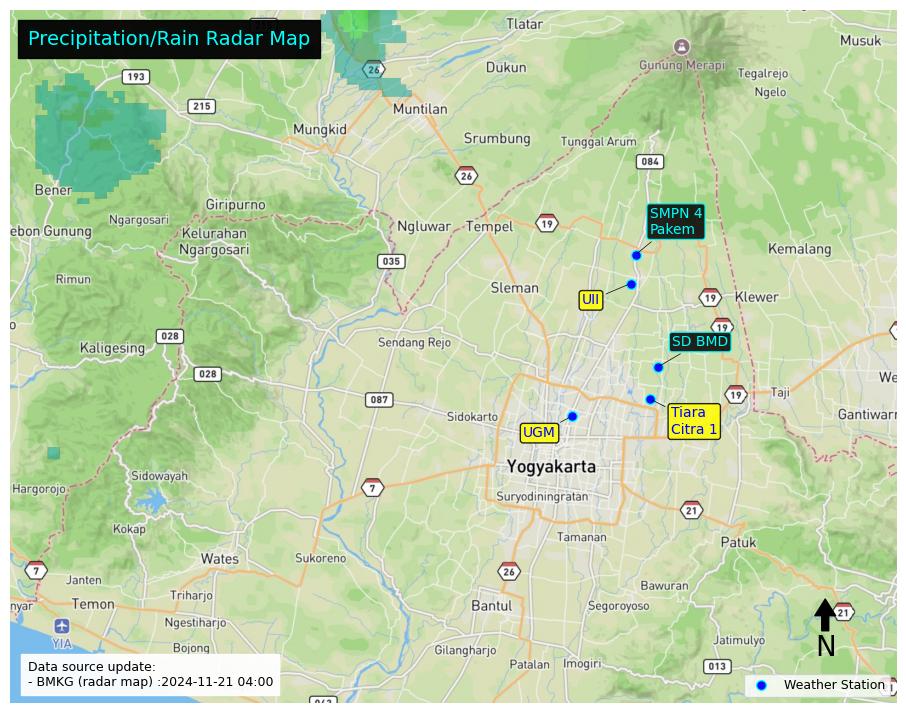 Precipitation/Rain Radar Map
Tlatar
Musuk
193
26
Dukun
Gunung Merapi
Tegalrejo
Ngelo
215
Muntilan
Mungkid
Srumbung
Tunggal Arum
084
26
Bener
Giripurno
SMPN 4
Pakem
Ngargosari
ebon Gunung
Kelurahan
Ngargosari
Ngluwar
Tempel
19
Kemalang
035
Rimun
UII
Sleman
19
Klewer
19
028
Kaligesing
Sendang Rejo
SD BMD
028
087
19
Taji
We
Gantiwarn
Sidokarto
Tiara
Citra 1
UGM
Yogyakarta
Sidowayah
Hargorojo
7
Suryodiningratan
21
Kokap
Tamanan
Patuk
Wates
Sukoreno
26
7
Janten
Bawuran
Triharjo
nyar
Temon
Bantul
Segoroyoso
21
Ngestiharjo
YIA
N
Jatimulyo
Bojong
Gilangharjo
Patalan
Imogiri
013
Data source update:
- BMKG (radar map) :2024-11-21 04:00
Weather Station